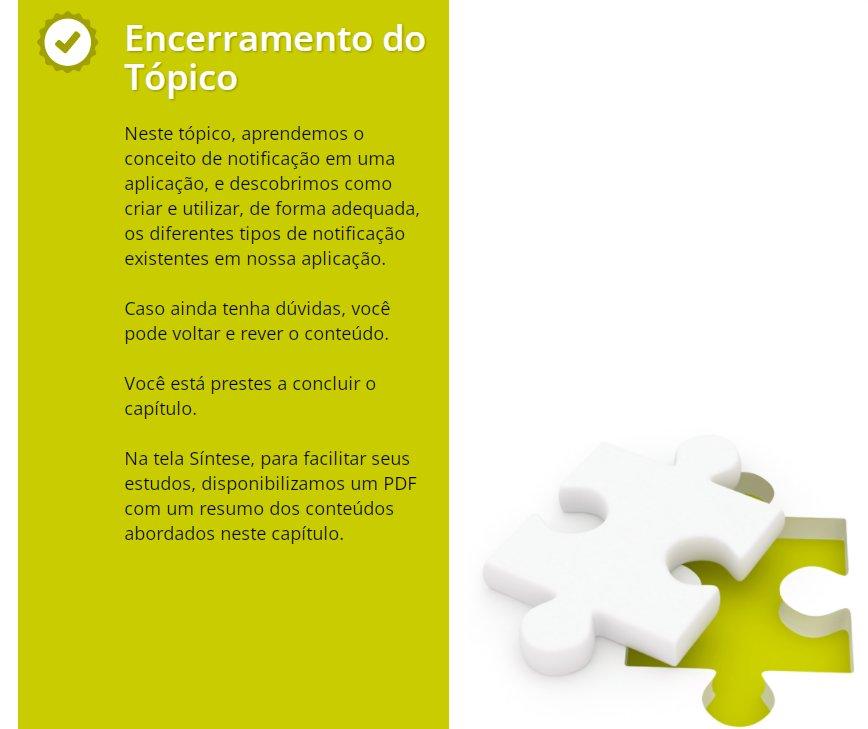 Encerramento do
Tópico
Neste tópico, aprendemos o
conceito de notificação em uma
aplicação, e descobrimos como
criar e utilizar, de forma adequada,
os diferentes tipos de notificação
existentes em nossa aplicação.
Caso ainda tenha dúvidas, você
pode voltar e rever o conteúdo.
Você está prestes a concluir o
capítulo.
Na tela Síntese, para facilitar seus
estudos, disponibilizamos um PDF
com um resumo dos conteúdos
abordados neste capítulo.